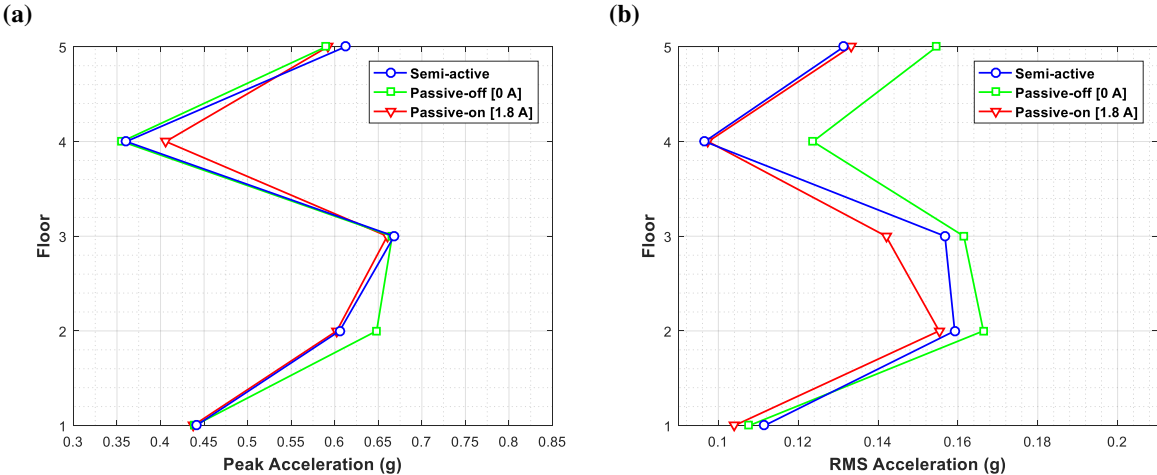 (a)
5
4
3
2
1
Floor
0.3 0.35 0.4 0.45 0.5 0.55 0.6 0.65 0.7 0.75 0.8 0.85
Peak Acceleration (g)
Semi-active
Passive-off [0 A]
Passive-on [1.8 A]
(b)
5
4
3
2
1
Floor
0.1 0.12 0.14 0.16 0.18 0.2
RMS Acceleration (g)
Semi-active
Passive-off [0 A]
Passive-on [1.8 A]